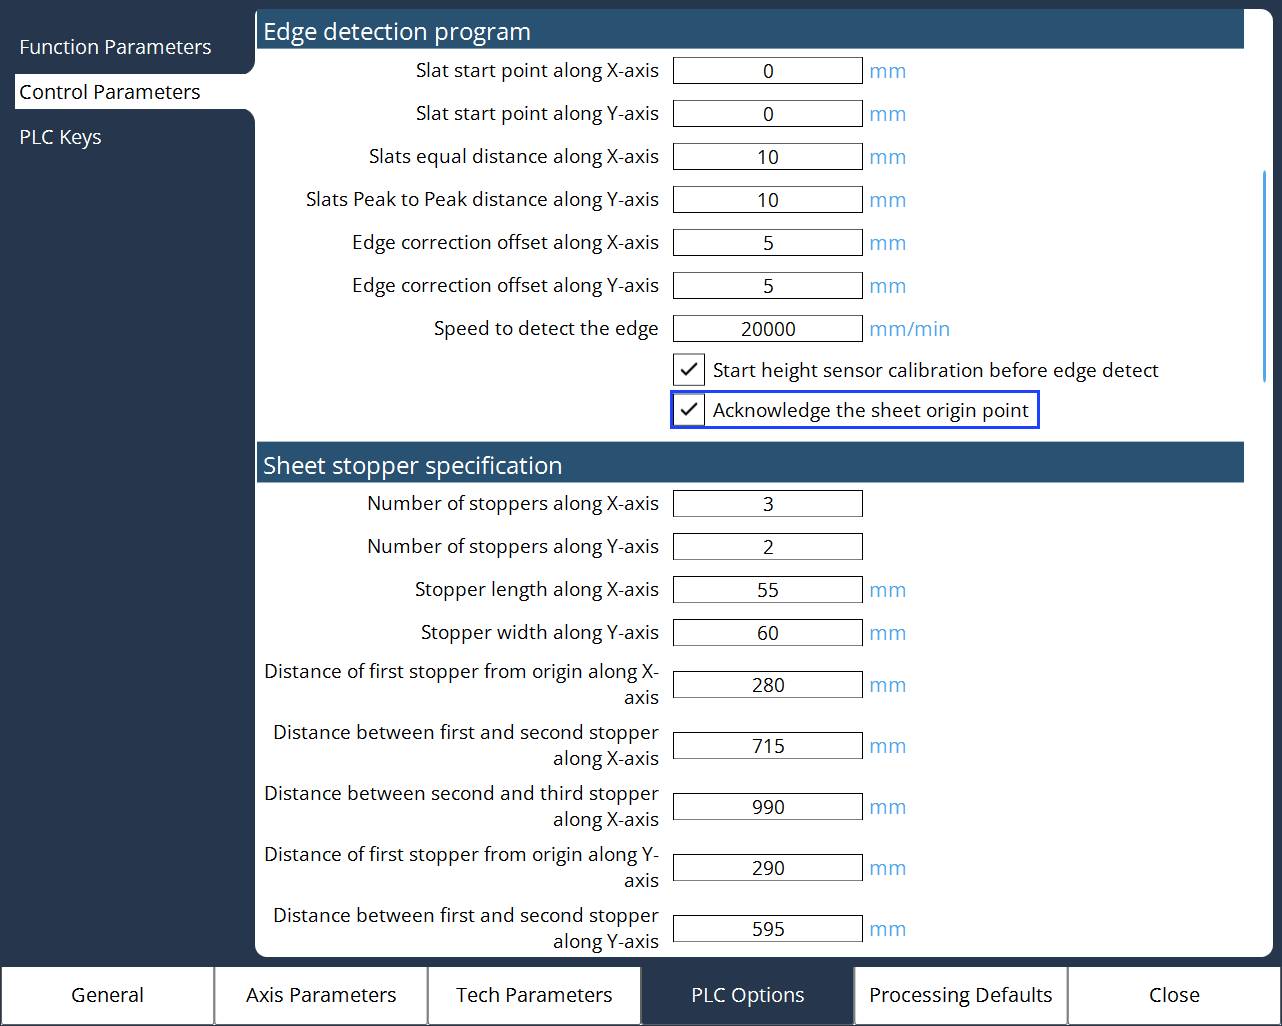 Function Parameters
Control Parameters
PLC Keys
Edge detection program
Slat start point along X-axis 0 mm
Slat start point along Y-axis 0 mm
Slats equal distance along X-axis 10 mm
Slats Peak to Peak distance along Y-axis 10 mm
Edge correction offset along X-axis 5 mm
Edge correction offset along Y-axis 5 mm
Speed to detect the edge 20000 mm/min
Start height sensor calibration before edge detect
Acknowledge the sheet origin point
Sheet stopper specification
Number of stoppers along X-axis 3
Number of stoppers along Y-axis 2
Stopper length along X-axis 55 mm
Stopper width along Y-axis 60 mm
Distance of first stopper from origin along X-
axis 280 mm
Distance between first and second stopper
along X-axis 715 mm
Distance between second and third stopper
along X-axis 990 mm
Distance of first stopper from origin along Y-
axis 290 mm
Distance between first and second stopper
along Y-axis 595 mm
General Axis Parameters Tech Parameters PLC Options Processing Defaults Close